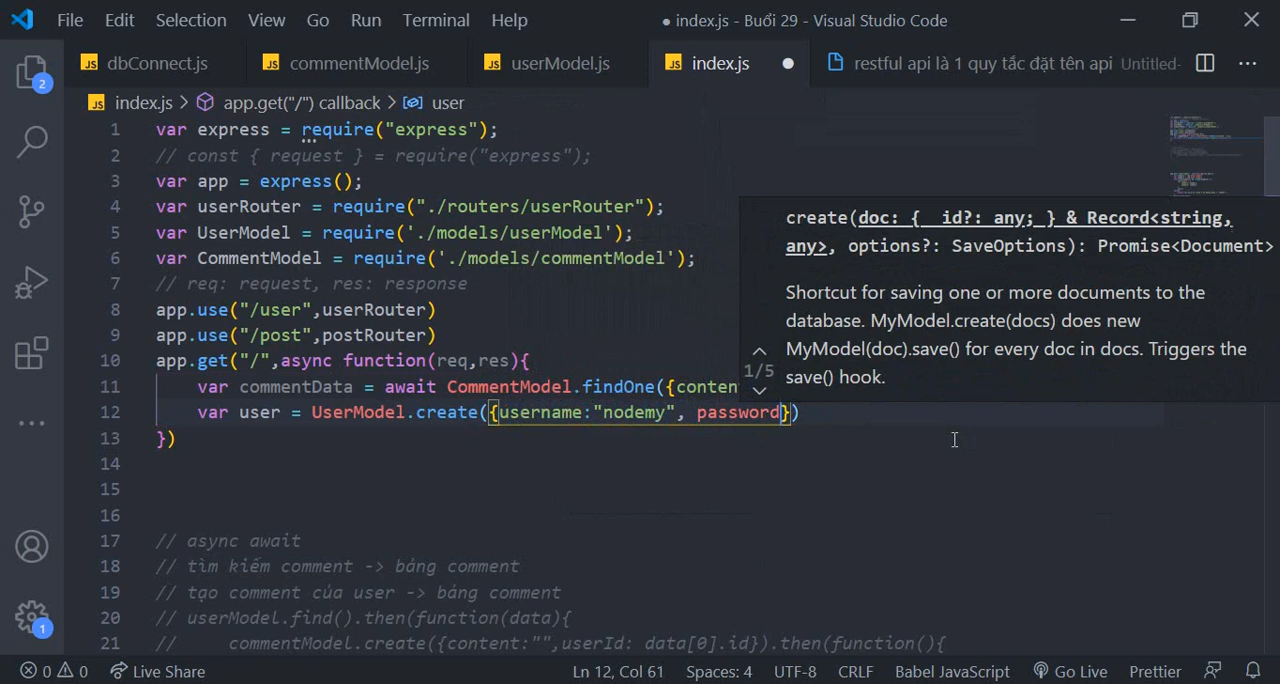 File Edit Selection View Go Run Terminal Help ● index.js - Buổi 29 - Visual Studio Code
JS dbConnect.js JS commentModel.js JS userModel.js JS index.js ● restful api là 1 quy tắc đặt tên api Untitled-
2
JS index.js > app.get("/") callback > user
1 var express = require("express");
2 // const { request } = require("express");
3 var app = express();
4 var userRouter = require("./routers/userRouter");
5 var UserModel = require('./models/userModel');
6 var CommentModel = require('./models/commentModel');
7 // req: request, res: response
8 app.use("/user",userRouter)
9 app.use("/post",postRouter)
10 app.get("/",async function(req,res){
11 var commentData = await CommentModel.findOne({conten
12 var user = UserModel.create({username:"nodemy", password})
13 })
14
15
16
17 // async await
18 // tìm kiếm comment -> bảng comment
19 // tạo comment của user -> bảng comment
20 // userModel.find().then(function(data){
21 // commentModel.create({content:"",userId: data[0].id}).then(function(){
create(doc: { _id?: any; } & Record<string,
any>, options?: SaveOptions): Promise<Document>
Shortcut for saving one or more documents to the
database. MyModel.create(docs) does new
MyModel(doc).save() for every doc in docs. Triggers the
save() hook.
1/5
1
0 0 Live Share Ln 12, Col 61 Spaces: 4 UTF-8 CRLF Babel JavaScript Go Live Prettier